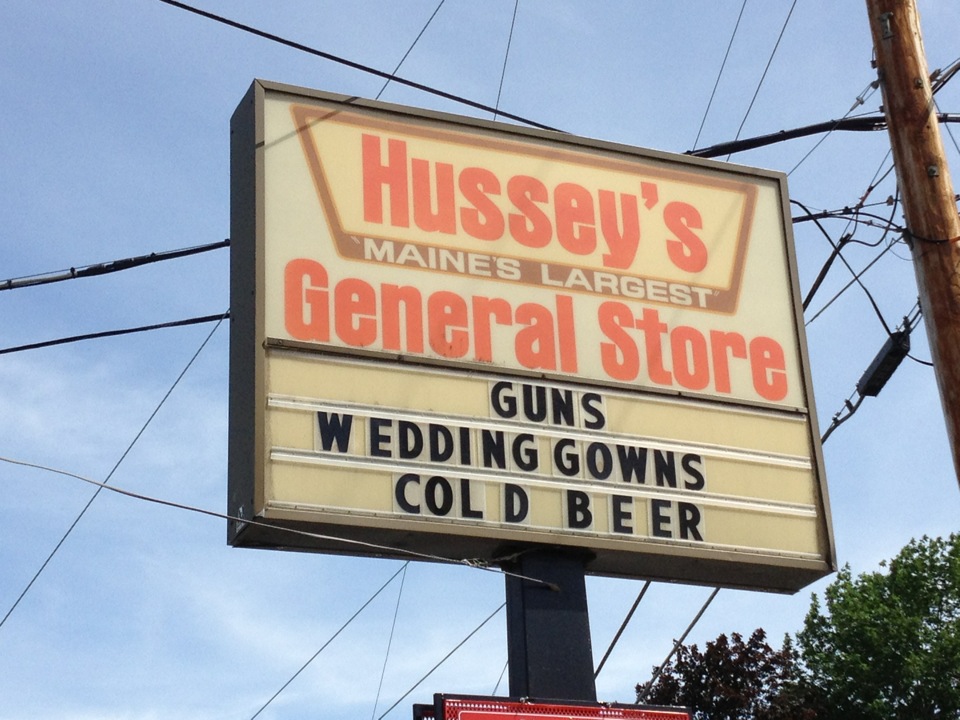 Hussey's
'MAINE'S LARGEST'
General Store
GUNS
WEDDING GOWNS
COLD BEER